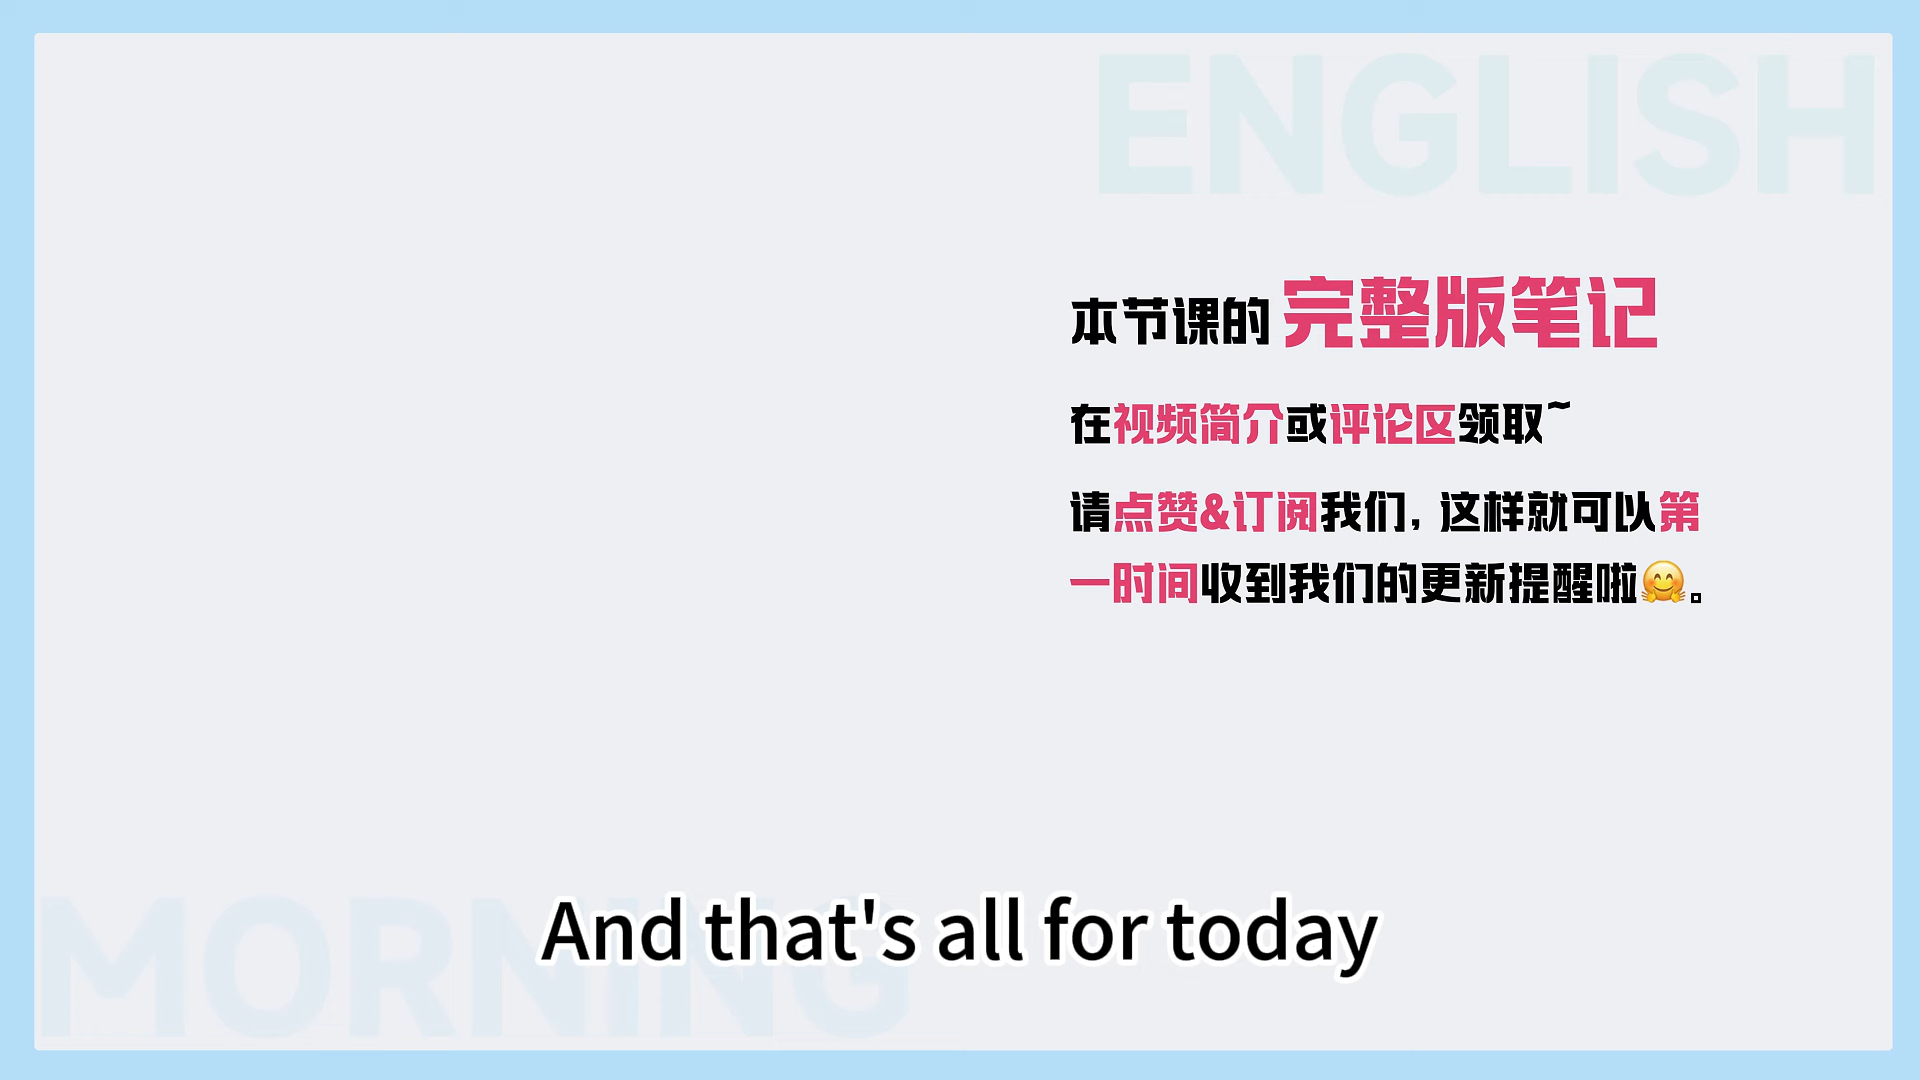 ENGLISH
本节课的 完整版笔记
在视频简介或评论区领取~
请点赞&订阅我们，这样就可以第
一时间收到我们的更新提醒啦🤗。
And that's all for today
MORNING